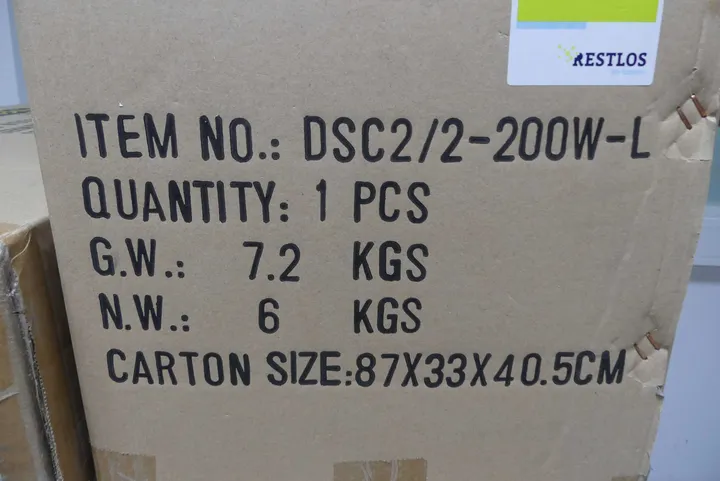 RESTLOS
ITEM NO.: DSC2/2-200W-L
QUANTITY: 1 PCS
G.W.: 7.2 KGS
N.W.: 6 KGS
CARTON SIZE:87X33X40.5CM